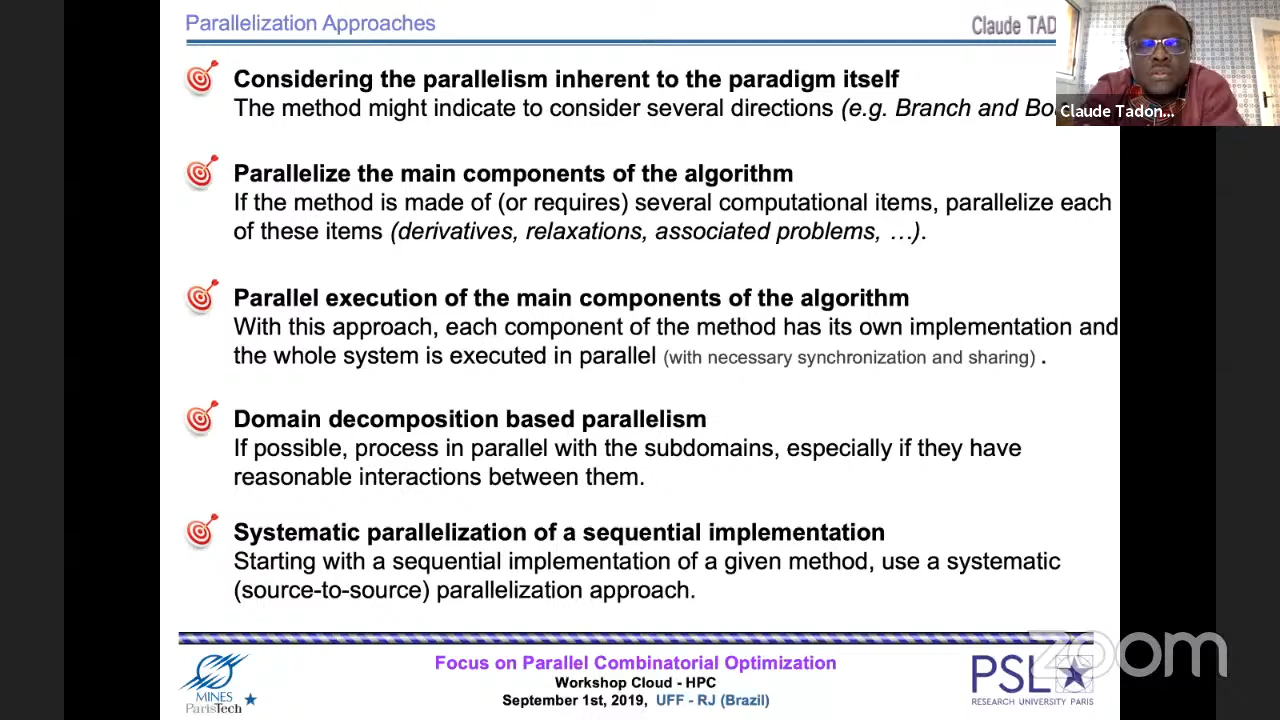 Parallelization Approaches
Claude TAD
Considering the parallelism inherent to the paradigm itself
The method might indicate to consider several directions (e.g. Branch and Bo
Claude Tadon...
Parallelize the main components of the algorithm
If the method is made of (or requires) several computational items, parallelize each
of these items (derivatives, relaxations, associated problems, …).
Parallel execution of the main components of the algorithm
With this approach, each component of the method has its own implementation and
the whole system is executed in parallel (with necessary synchronization and sharing) .
Domain decomposition based parallelism
If possible, process in parallel with the subdomains, especially if they have
reasonable interactions between them.
Systematic parallelization of a sequential implementation
Starting with a sequential implementation of a given method, use a systematic
(source-to-source) parallelization approach.
zoom
Focus on Parallel Combinatorial Optimization
Workshop Cloud - HPC
September 1st, 2019, UFF - RJ (Brazil)
MINES
ParisTech
PSL
RESEARCH UNIVERSITY PARIS